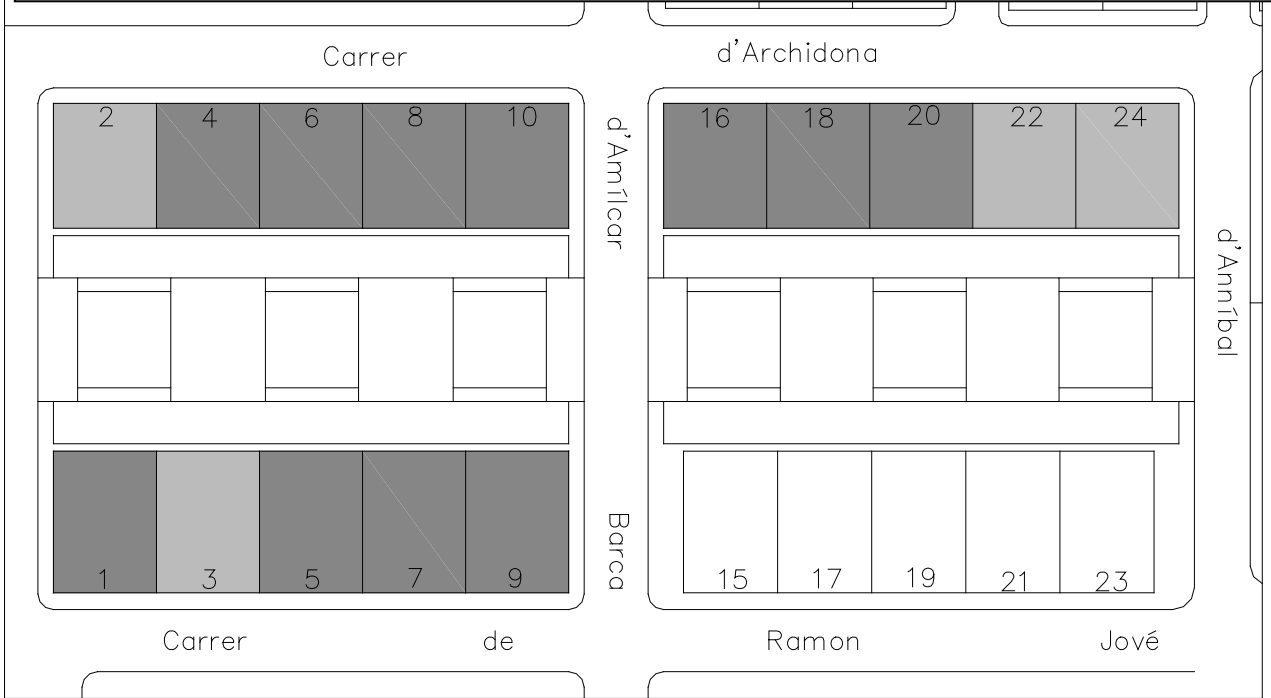 Carrer d'Archidona
2 4 6 8 10
16 18 20 22 24
d'Amílcar
Barca
d'Anníbal
1 3 5 7 9
15 17 19 21 23
Carrer de Ramon Jové